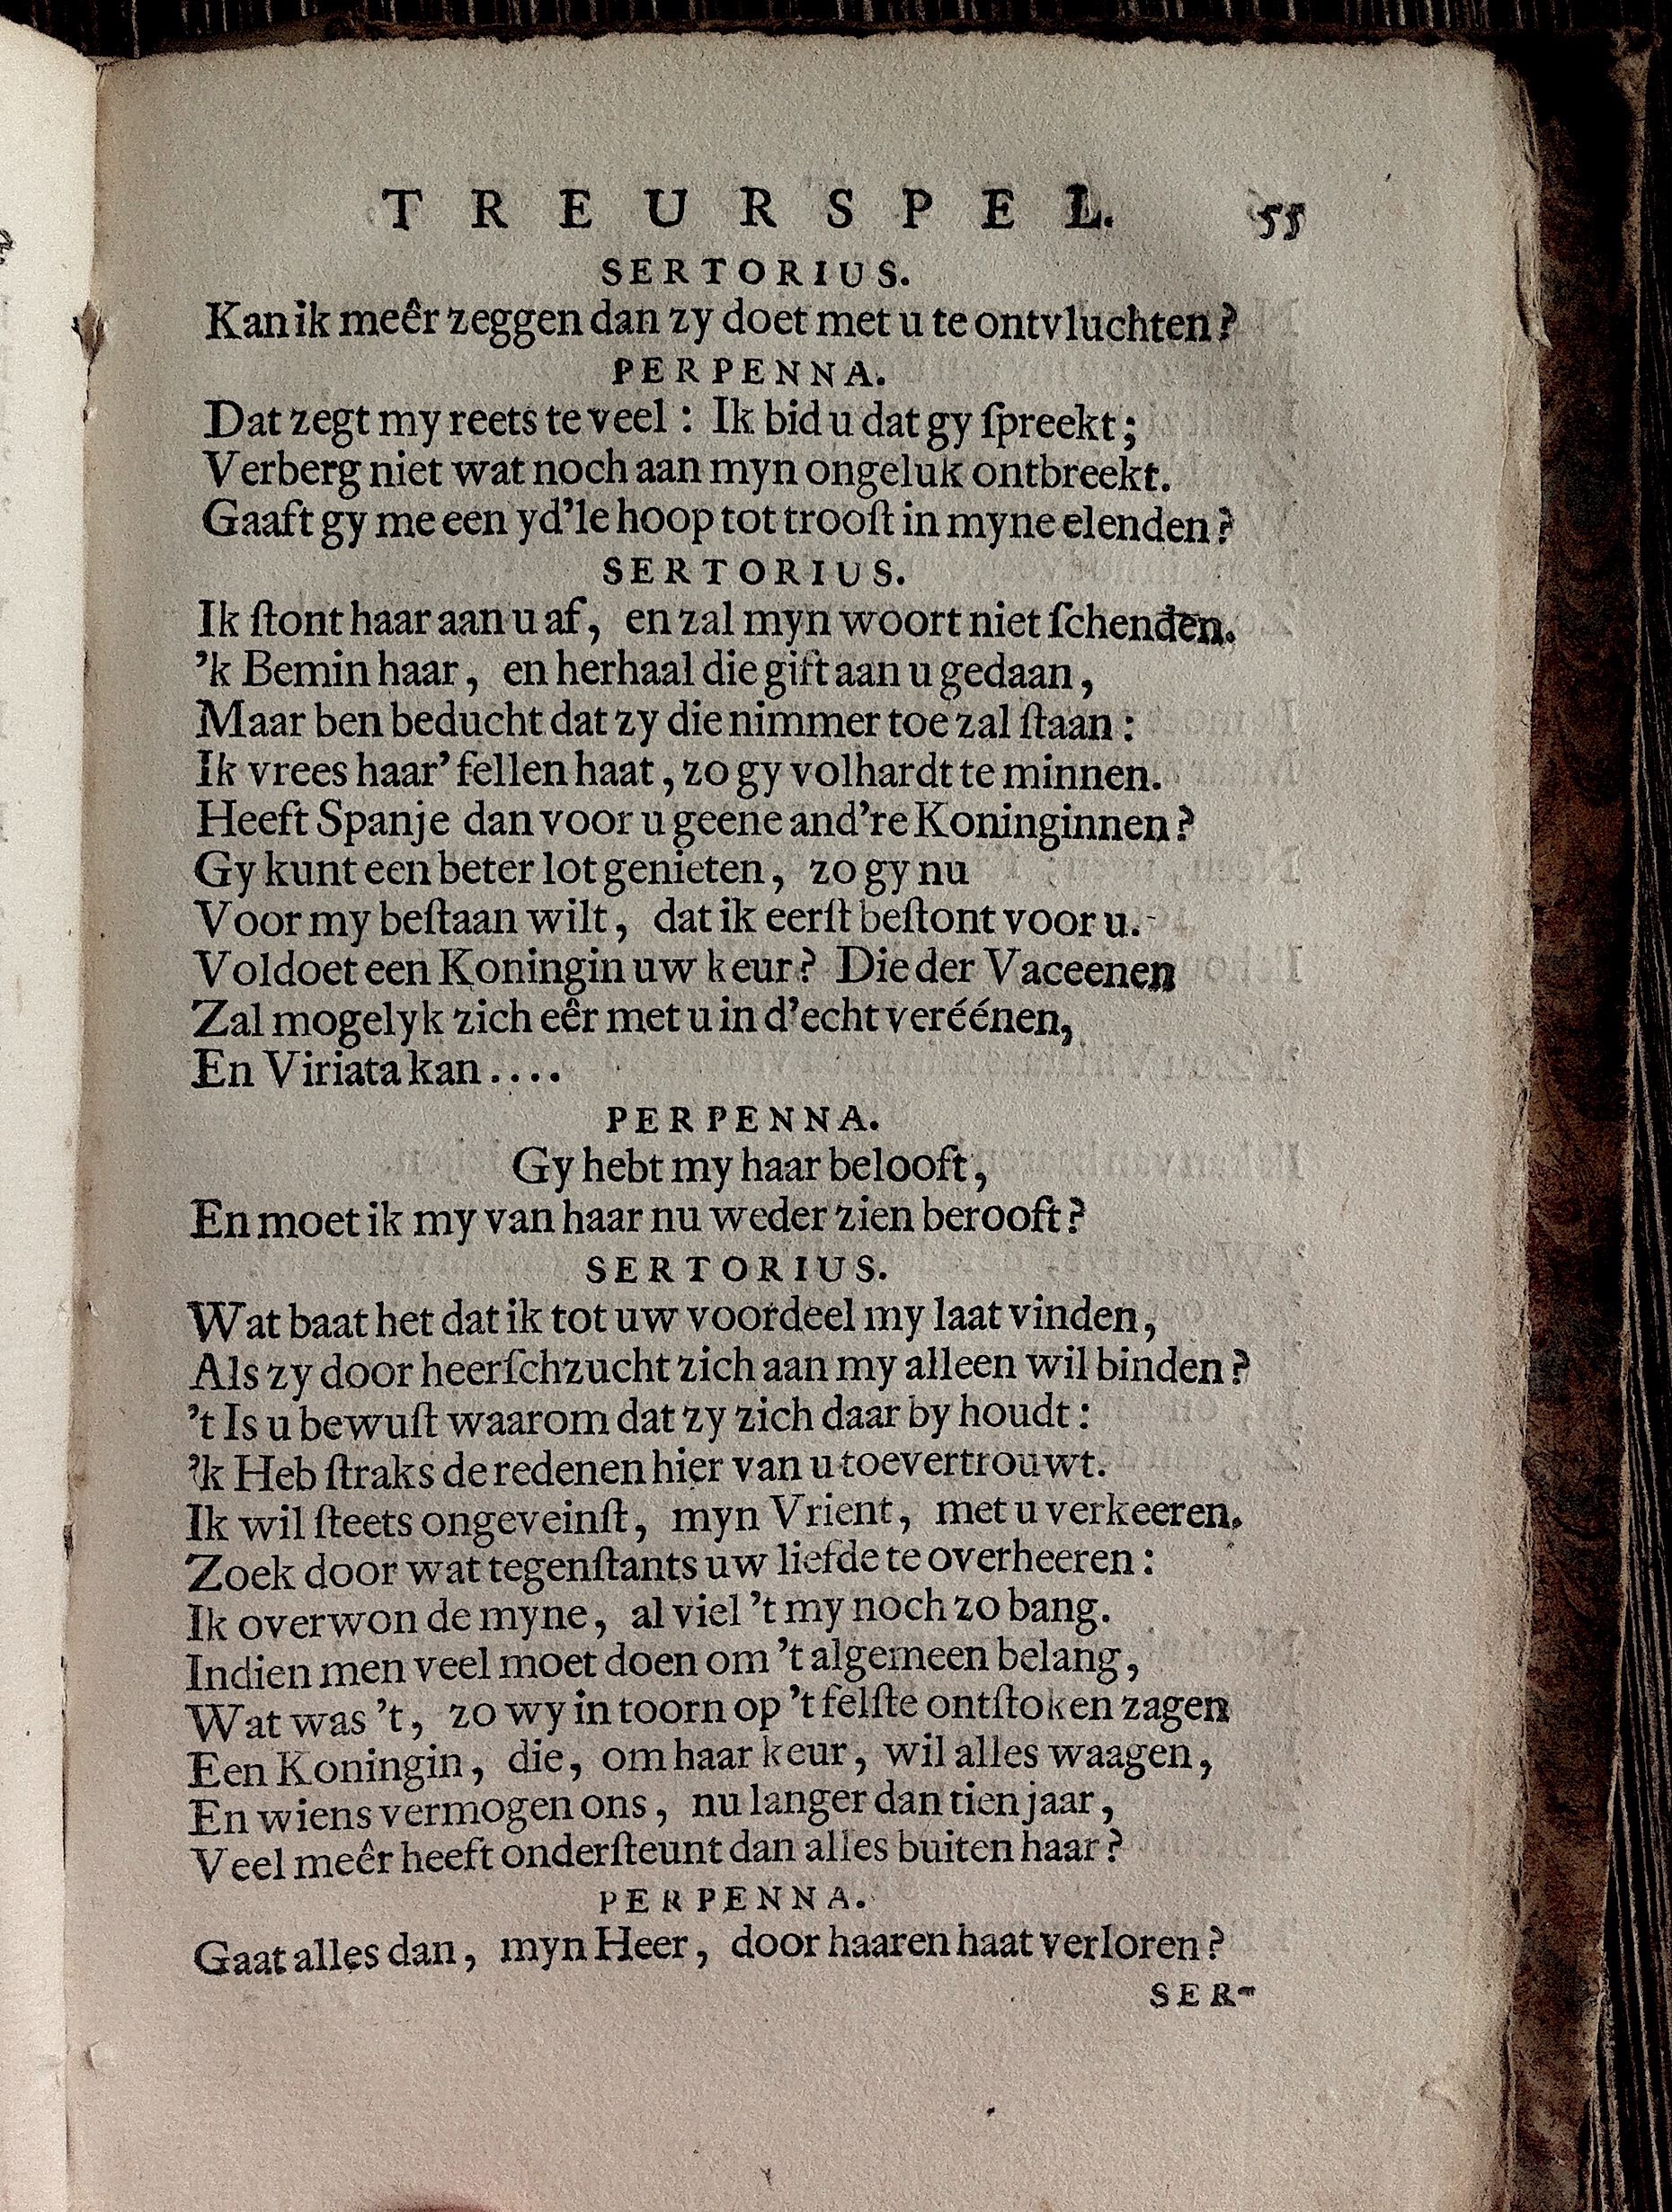 TREURSPEL. 55
SERTORIUS.
Kan ik meêr zeggen dan zy doet met u te ontvluchten?
PERPENNA.
Dat zegt my reets te veel: Ik bid u dat gy ſpreekt;
Verberg niet wat noch aan myn ongeluk ontbreekt.
Gaaft gy me een yd'le hoop tot trooſt in myne elenden?
SERTORIUS.
Ik ſtont haar aan u af, en zal myn woort niet ſchenden.
'k Bemin haar, en herhaal die gift aan u gedaan,
Maar ben beducht dat zy die nimmer toe zal ſtaan:
Ik vrees haar' fellen haat, zo gy volhardt te minnen.
Heeft Spanje dan voor u geene and're Koninginnen?
Gy kunt een beter lot genieten, zo gy nu
Voor my beſtaan wilt, dat ik eerſt beſtont voor u.
Voldoet een Koningin uw keur? Die der Vaceenen
Zal mogelyk zich eêr met u in d'echt veréénen,
En Viriata kan....
PERPENNA.
Gy hebt my haar belooft,
En moet ik my van haar nu weder zien berooft?
SERTORIUS.
Wat baat het dat ik tot uw voordeel my laat vinden,
Als zy door heerſchzucht zich aan my alleen wil binden?
't Is u bewuſt waarom dat zy zich daar by houdt:
'k Heb ſtraks de redenen hier van u toevertrouwt.
Ik wil ſteets ongeveinſt, myn Vrient, met u verkeeren.
Zoek door wat tegenſtants uw liefde te overheeren:
Ik overwon de myne, al viel 't my noch zo bang.
Indien men veel moet doen om 't algemeen belang,
Wat was 't, zo wy in toorn op 't felſte ontſtoken zagen
Een Koningin, die, om haar keur, wil alles waagen,
En wiens vermogen ons, nu langer dan tien jaar,
Veel meêr heeft onderſteunt dan alles buiten haar?
PERPENNA.
Gaat alles dan, myn Heer, door haaren haat verloren?
SER-